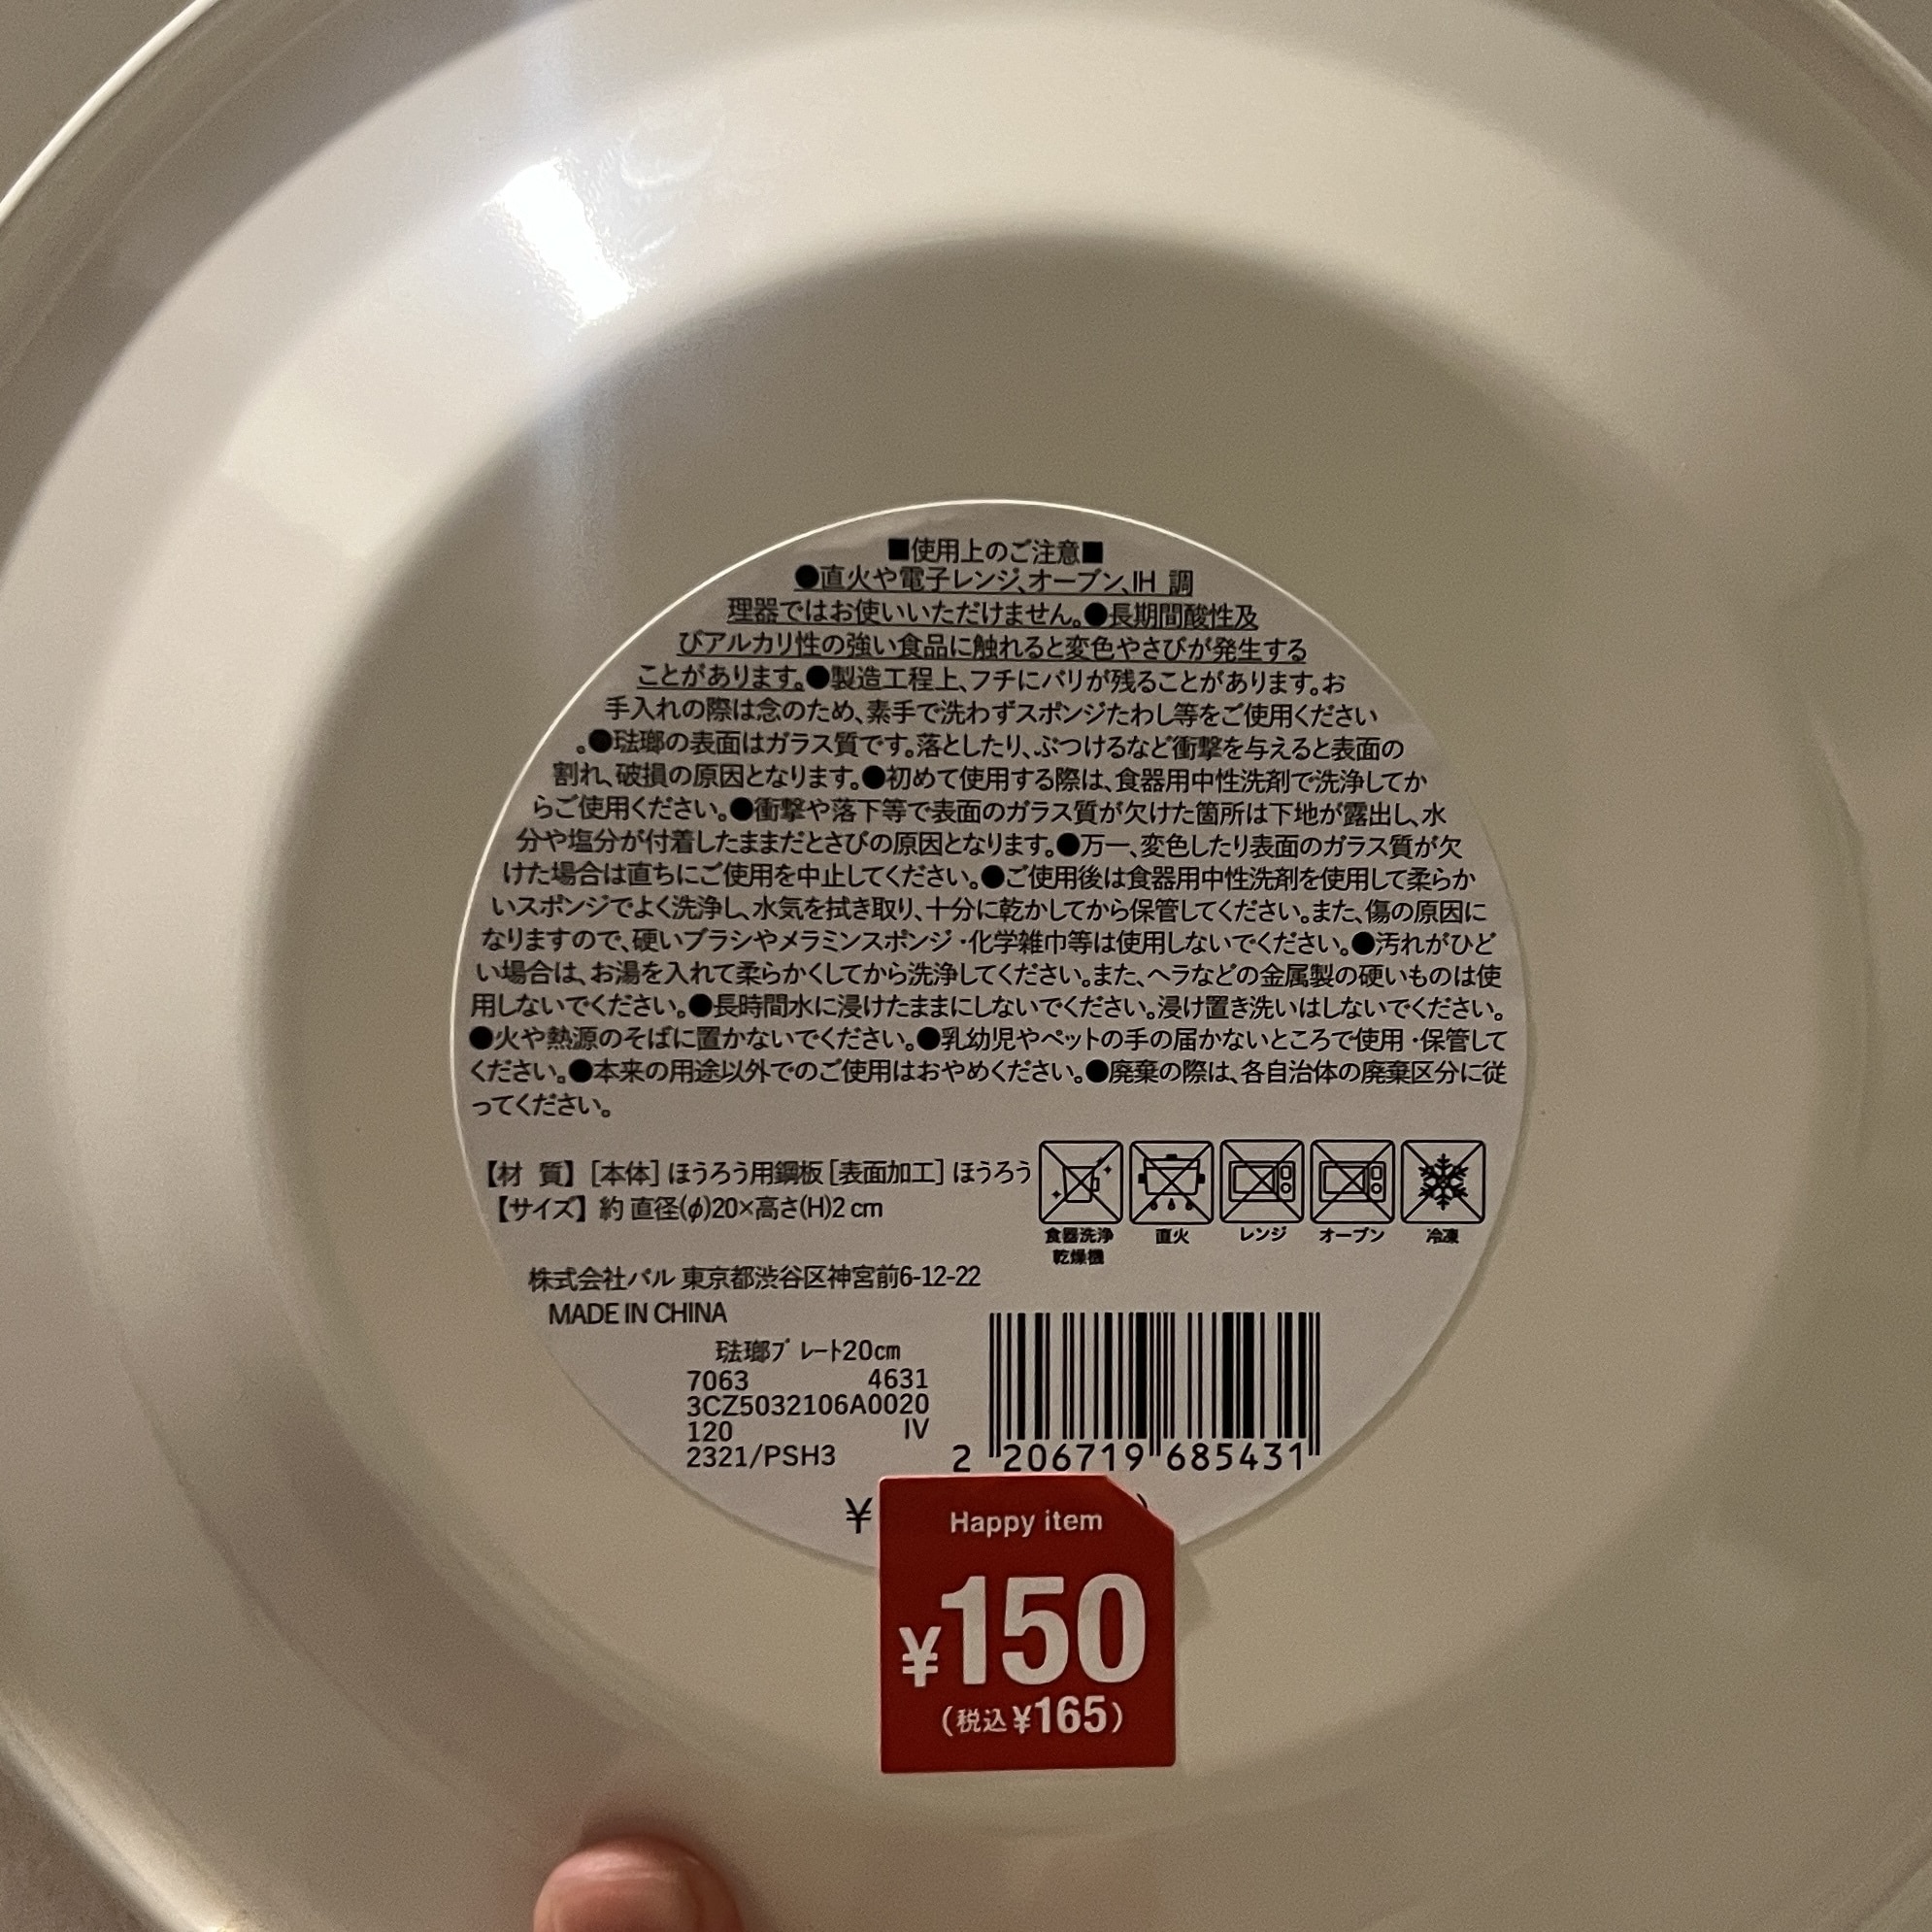 ■使用上のご注意■
●直火や電子レンジ、オーブン、IH 調
理器ではお使いいただけません。●長期間酸性及
びアルカリ性の強い食品に触れると変色やさびが発生する
ことがあります。●製造工程上、フチにバリが残ることがあります。お
手入れの際は念のため、素手で洗わずスポンジたわし等をご使用ください
。●琺瑯の表面はガラス質です。落としたり、ぶつけるなど衝撃を与えると表面の
割れ、破損の原因となります。●初めて使用する際は、食器用中性洗剤で洗浄してか
らご使用ください。●衝撃や落下等で表面のガラス質が欠けた箇所は下地が露出し、水
分や塩分が付着したままだとさびの原因となります。●万一、変色したり表面のガラス質が欠
けた場合は直ちにご使用を中止してください。●ご使用後は食器用中性洗剤を使用して柔らか
いスポンジでよく洗浄し、水気を拭き取り、十分に乾かしてから保管してください。また、傷の原因に
なりますので、硬いブラシやメラミンスポンジ・化学雑巾等は使用しないでください。●汚れがひど
い場合は、お湯を入れて柔らかくしてから洗浄してください。また、ヘラなどの金属製の硬いものは使
用しないでください。●長時間水に浸けたままにしないでください。浸け置き洗いはしないでください。
●火や熱源のそばに置かないでください。●乳幼児やペットの手の届かないところで使用・保管して
ください。●本来の用途以外でのご使用はおやめください。●廃棄の際は、各自治体の廃棄区分に従
ってください。
【材 質】［本体］ほうろう用鋼板［表面加工］ほうろう
【サイズ】約 直径(φ)20×高さ(H)2 cm
食器洗浄 直火 レンジ オーブン 冷凍
乾燥機
株式会社パル 東京都渋谷区神宮前6-12-22
MADE IN CHINA
琺瑯ﾌﾟﾚｰﾄ20㎝
7063 4631
3CZ5032106A0020
120 IV
2321/PSH3
2 206719 685431
¥ )
Happy item
¥150
(税込¥165)